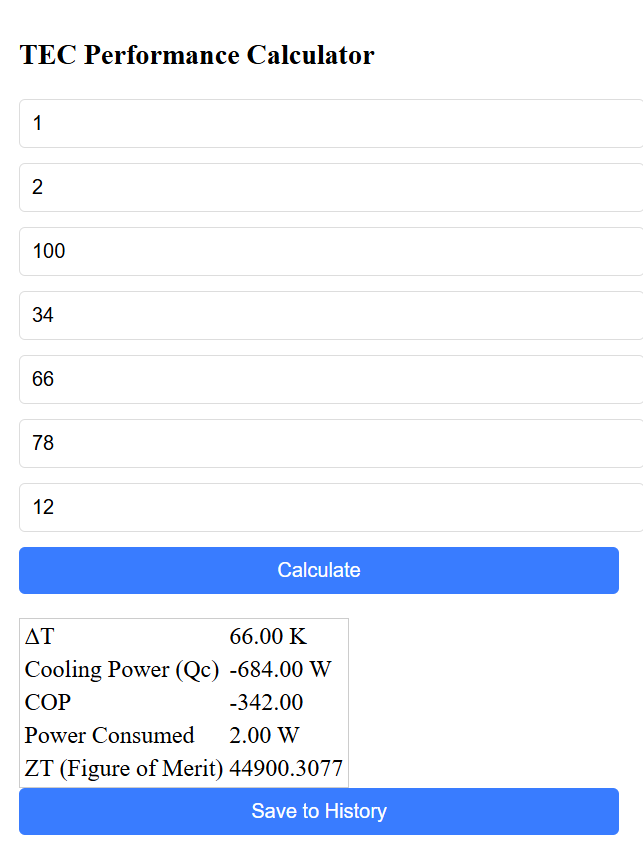 TEC Performance Calculator
1
2
100
34
66
78
12
Calculate
ΔT 66.00 K
Cooling Power (Qc) -684.00 W
COP -342.00
Power Consumed 2.00 W
ZT (Figure of Merit) 44900.3077
Save to History